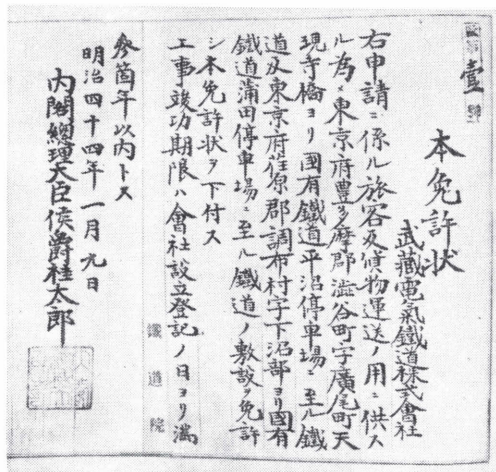 壹
本免許狀
武藏電氣鐵道株式會社
右申請ニ係ル旅客及貨物運送ノ用ニ供ス
ル為メ東京府豊多摩郡澁谷町字廣尾町天
現寺橋ヨリ國有鐵道平沼停車場ニ至ル鐵
道及東京府荏原郡調布村字下沼部ヨリ國有
鐵道蒲田停車場ニ至ル鐵道ノ敷設ヲ免許
シ本免許狀ヲ下付ス
工事竣功期限ハ會社設立登記ノ日ヨリ滿
參箇年以内トス
明治四十四年一月九日
内閣總理大臣侯爵桂太郎
鐵道院